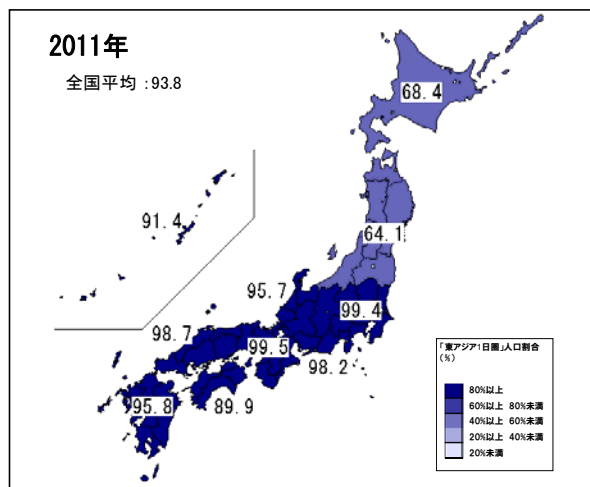 2011年
全国平均 :93.8
68.4
91.4
64.1
95.7
99.4
98.7
99.5
98.2
95.8
89.9
「東アジア1日圏」人口割合
(%)
80%以上
60%以上 80%未満
40%以上 60%未満
20%以上 40%未満
20%未満